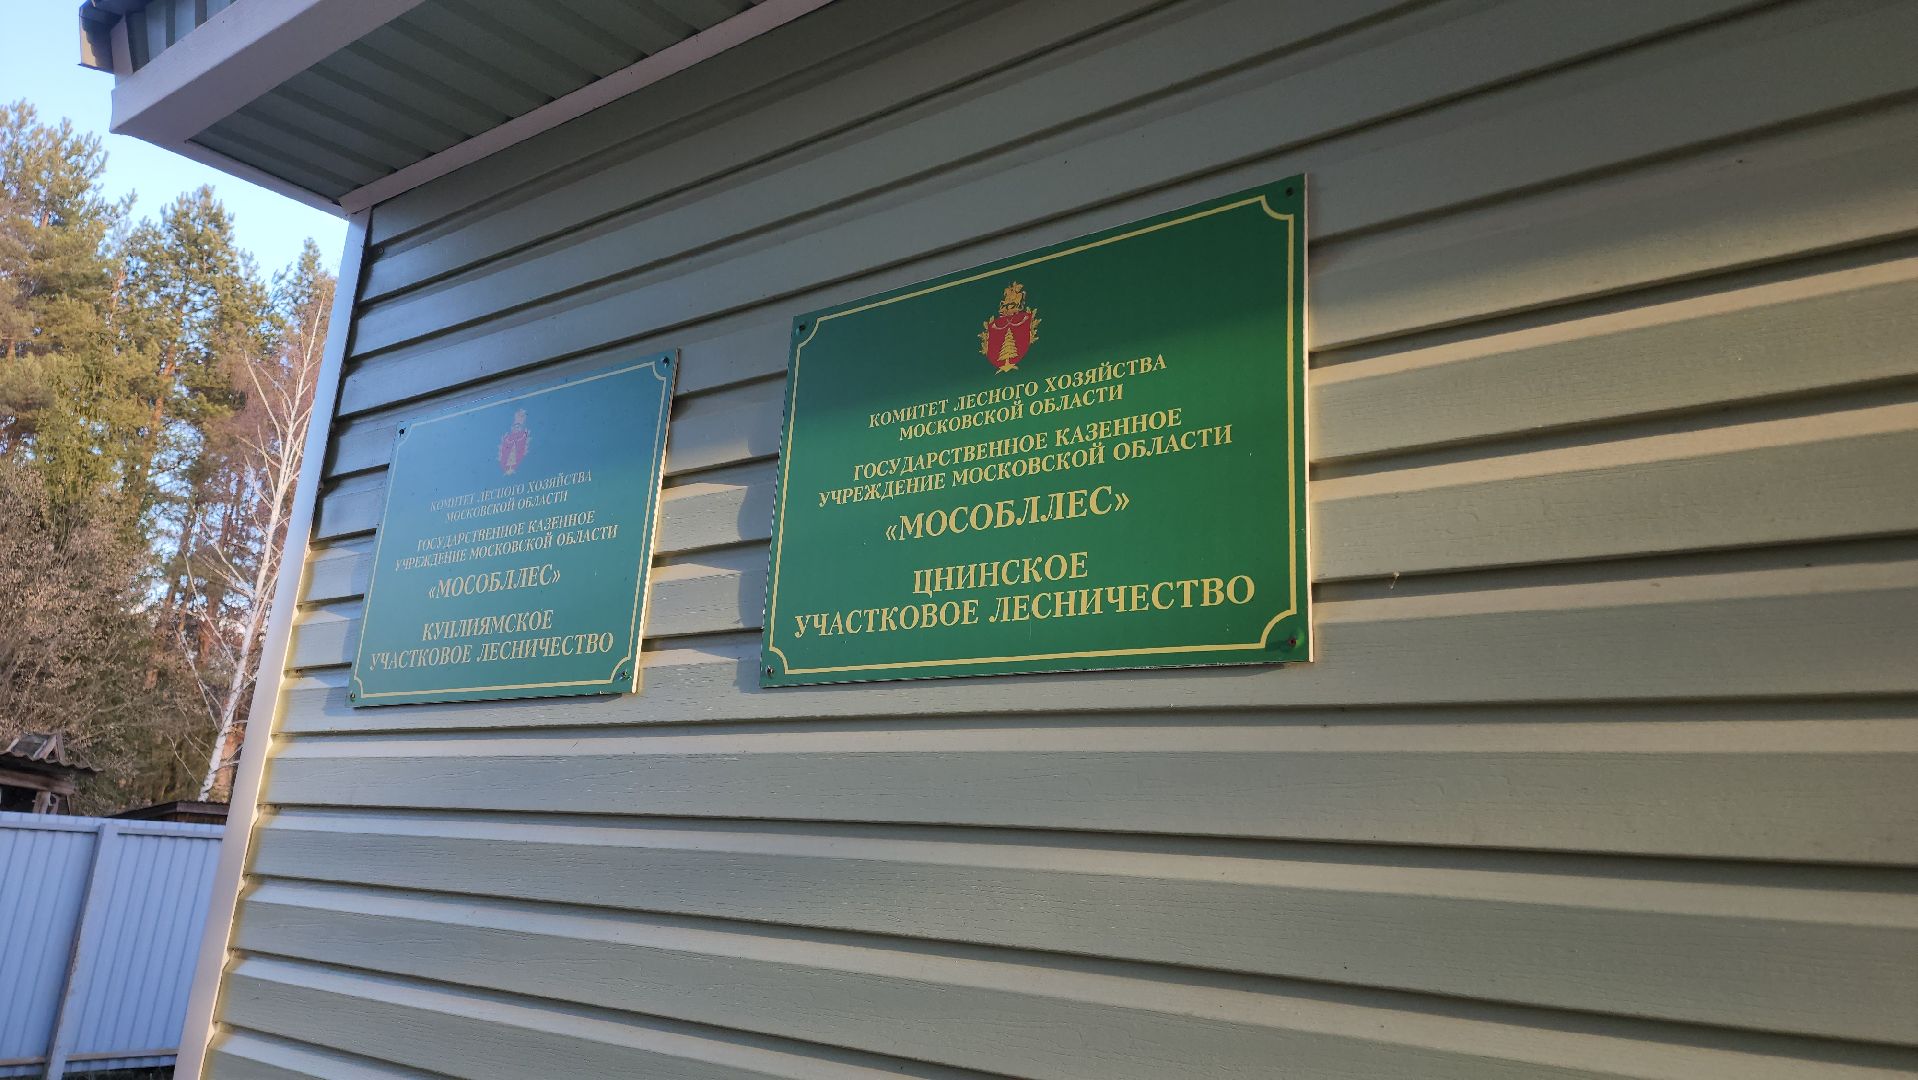 КОМИТЕТ ЛЕСНОГО ХОЗЯЙСТВА
МОСКОВСКОЙ ОБЛАСТИ
ГОСУДАРСТВЕННОЕ КАЗЕННОЕ
УЧРЕЖДЕНИЕ МОСКОВСКОЙ ОБЛАСТИ
«МОСОБЛЛЕС»
КУПЛИЯМСКОЕ
УЧАСТКОВОЕ ЛЕСНИЧЕСТВО
КОМИТЕТ ЛЕСНОГО ХОЗЯЙСТВА
МОСКОВСКОЙ ОБЛАСТИ
ГОСУДАРСТВЕННОЕ КАЗЕННОЕ
УЧРЕЖДЕНИЕ МОСКОВСКОЙ ОБЛАСТИ
«МОСОБЛЛЕС»
ЦНИНСКОЕ
УЧАСТКОВОЕ ЛЕСНИЧЕСТВО